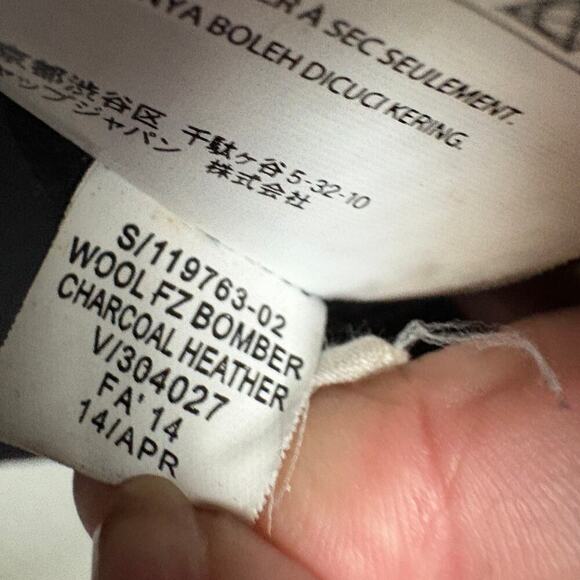 ER A SEC SEULEMENT.
NYA BOLEH DICUCI KERING.
京都渋谷区 千駄ヶ谷 5-32-10
ャップジャパン 株式会社
S/119763-02
WOOL FZ BOMBER
CHARCOAL HEATHER
V/304027
FA' 14
14/APR